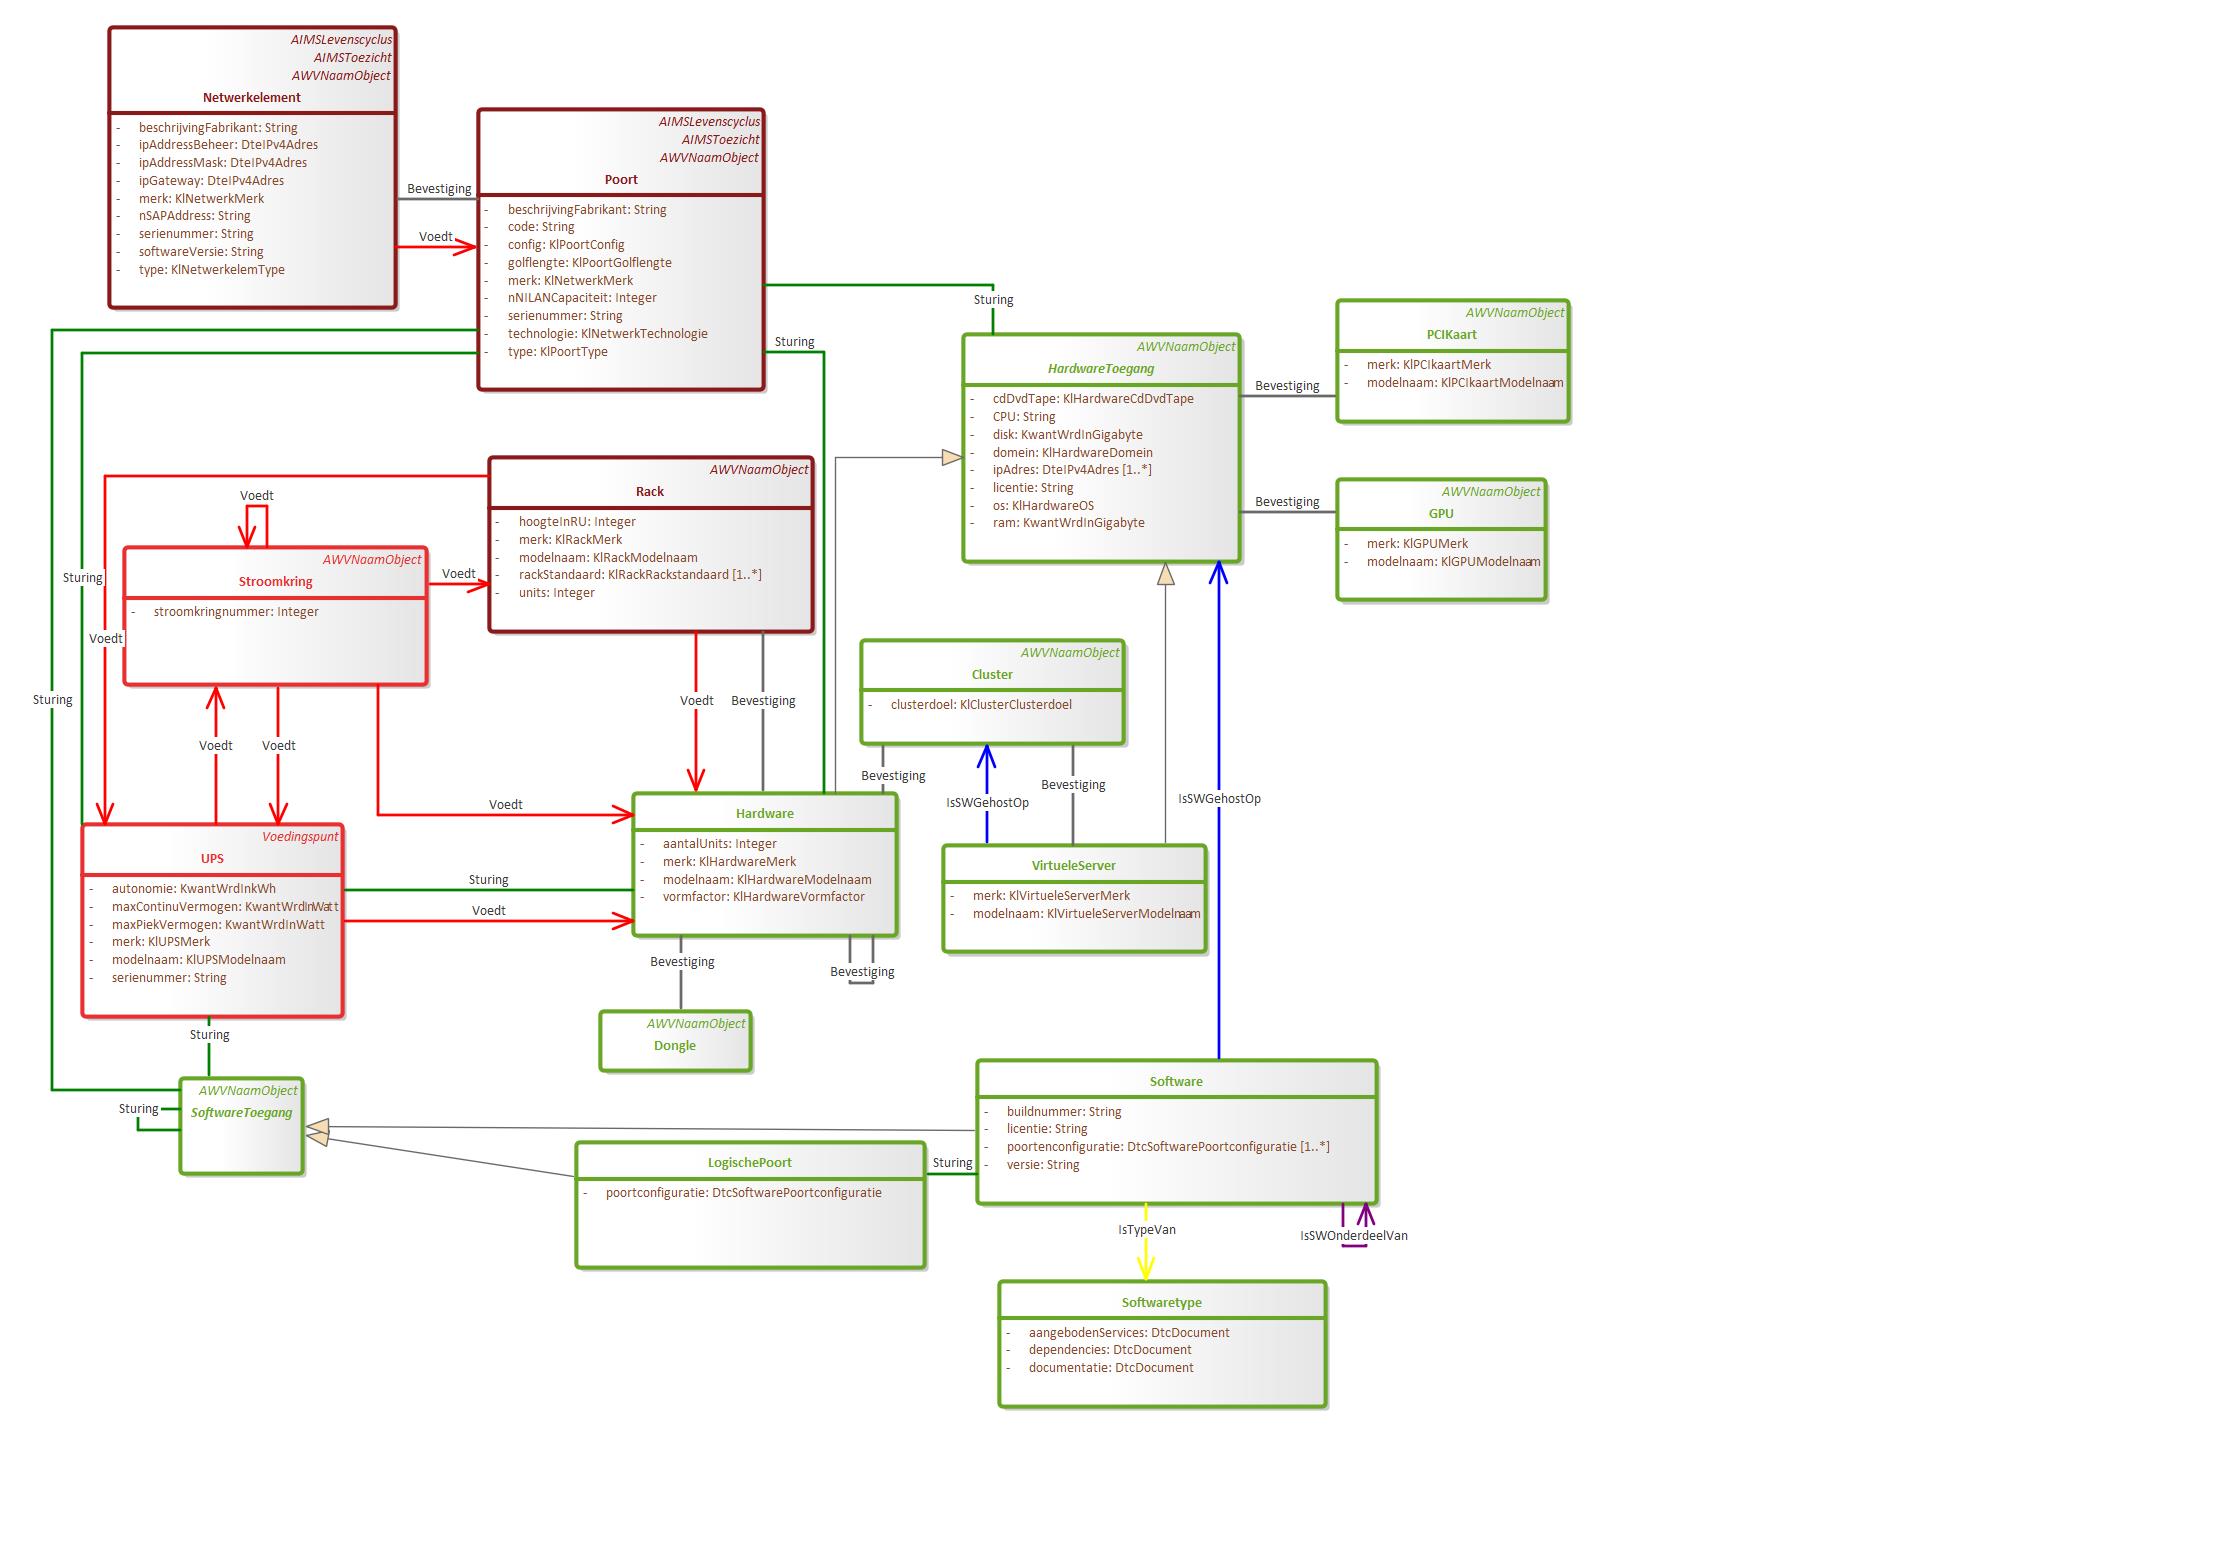 AIMSLevenscyclus
AIMSToezicht
AWVNaamObject
Netwerkelement
- beschrijvingFabrikant: String
- ipAddressBeheer: DteIPv4Adres
- ipAddressMask: DteIPv4Adres
- ipGateway: DteIPv4Adres
- merk: KlNetwerkMerk
- nSAPAddress: String
- serienummer: String
- softwareVersie: String
- type: KlNetwerkelemType
Bevestiging
Voedt
AIMSLevenscyclus
AIMSToezicht
AWVNaamObject
Poort
- beschrijvingFabrikant: String
- code: String
- config: KlPoortConfig
- golflengte: KlPoortGolflengte
- merk: KlNetwerkMerk
- nNILANCapaciteit: Integer
- serienummer: String
- technologie: KlNetwerkTechnologie
- type: KlPoortType
Sturing
Sturing
AWVNaamObject
HardwareToegang
- cdDvdTape: KlHardwareCdDvdTape
- CPU: String
- disk: KwantWrdInGigabyte
- domein: KlHardwareDomein
- ipAdres: DteIPv4Adres [1..*]
- licentie: String
- os: KlHardwareOS
- ram: KwantWrdInGigabyte
Bevestiging
AWVNaamObject
PCIKaart
- merk: KlPCIkaartMerk
- modelnaam: KlPCIkaartModelnaam
Bevestiging
AWVNaamObject
GPU
- merk: KlGPUMerk
- modelnaam: KlGPUModelnaam
AWVNaamObject
Rack
- hoogteInRU: Integer
- merk: KlRackMerk
- modelnaam: KlRackModelnaam
- rackStandaard: KlRackRackstandaard [1..*]
- units: Integer
Voedt
AWVNaamObject
Stroomkring
- stroomkringnummer: Integer
Voedt
Sturing
Voedt
Sturing
Voedt
Voedt
Voedt
Bevestiging
Voedt
AWVNaamObject
Cluster
- clusterdoel: KlClusterClusterdoel
Bevestiging
IsSWGehostOp
Bevestiging
IsSWGehostOp
Hardware
- aantalUnits: Integer
- merk: KlHardwareMerk
- modelnaam: KlHardwareModelnaam
- vormfactor: KlHardwareVormfactor
VirtueleServer
- merk: KlVirtueleServerMerk
- modelnaam: KlVirtueleServerModelnaam
Voedingspunt
UPS
- autonomie: KwantWrdInkWh
- maxContinuVermogen: KwantWrdInWatt
- maxPiekVermogen: KwantWrdInWatt
- merk: KlUPSMerk
- modelnaam: KlUPSModelnaam
- serienummer: String
Sturing
Voedt
Bevestiging
Bevestiging
AWVNaamObject
Dongle
Sturing
AWVNaamObject
SoftwareToegang
Sturing
Software
- buildnummer: String
- licentie: String
- poortenconfiguratie: DtcSoftwarePoortconfiguratie [1..*]
- versie: String
LogischePoort
- poortconfiguratie: DtcSoftwarePoortconfiguratie
Sturing
IsTypeVan
IsSWOnderdeelVan
Softwaretype
- aangebodenServices: DtcDocument
- dependencies: DtcDocument
- documentatie: DtcDocument